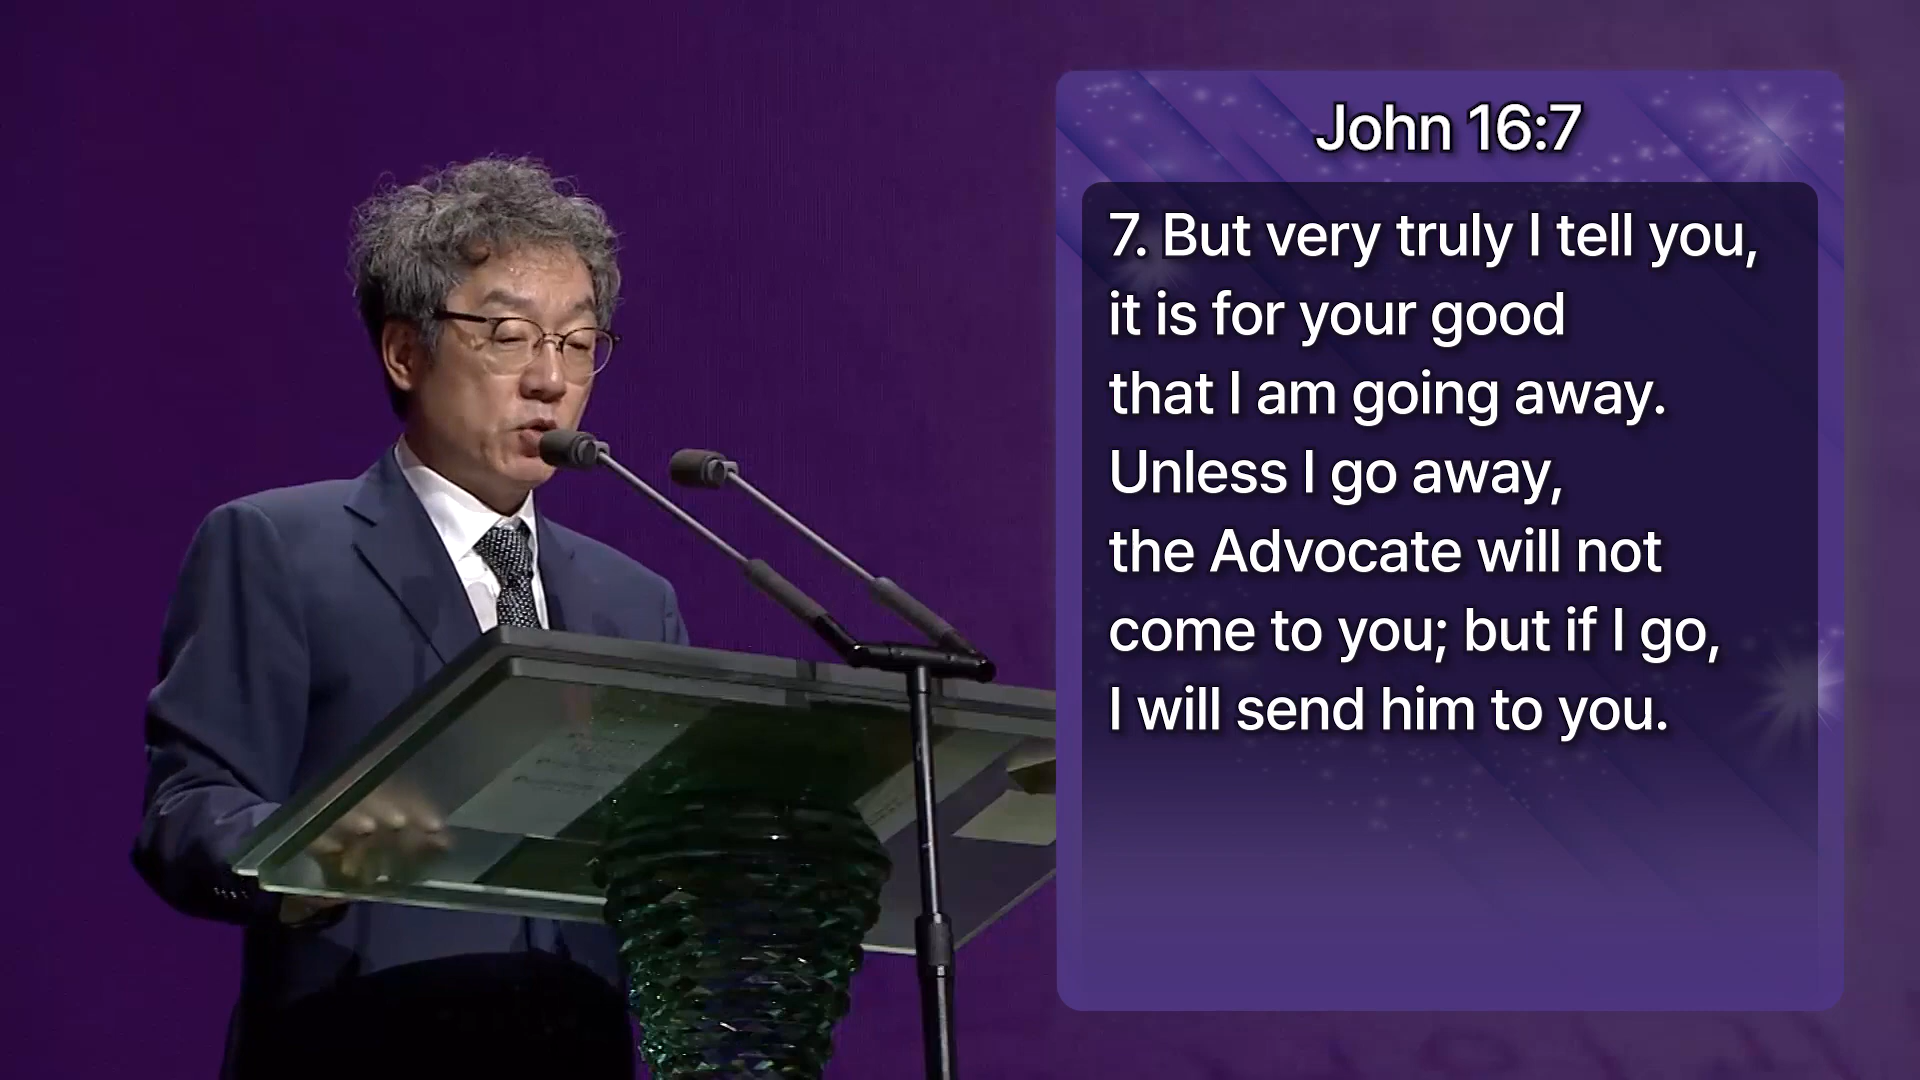 John 16:7
7. But very truly I tell you,
it is for your good
that I am going away.
Unless I go away,
the Advocate will not
come to you; but if I go,
I will send him to you.